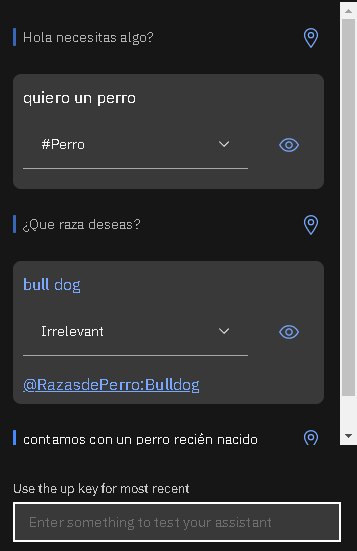 Hola necesitas algo?
quiero un perro
#Perro
¿Que raza deseas?
bull dog
Irrelevant
@RazasdePerro:Bulldog
contamos con un perro recién nacido
Use the up key for most recent
Enter something to test your assistant